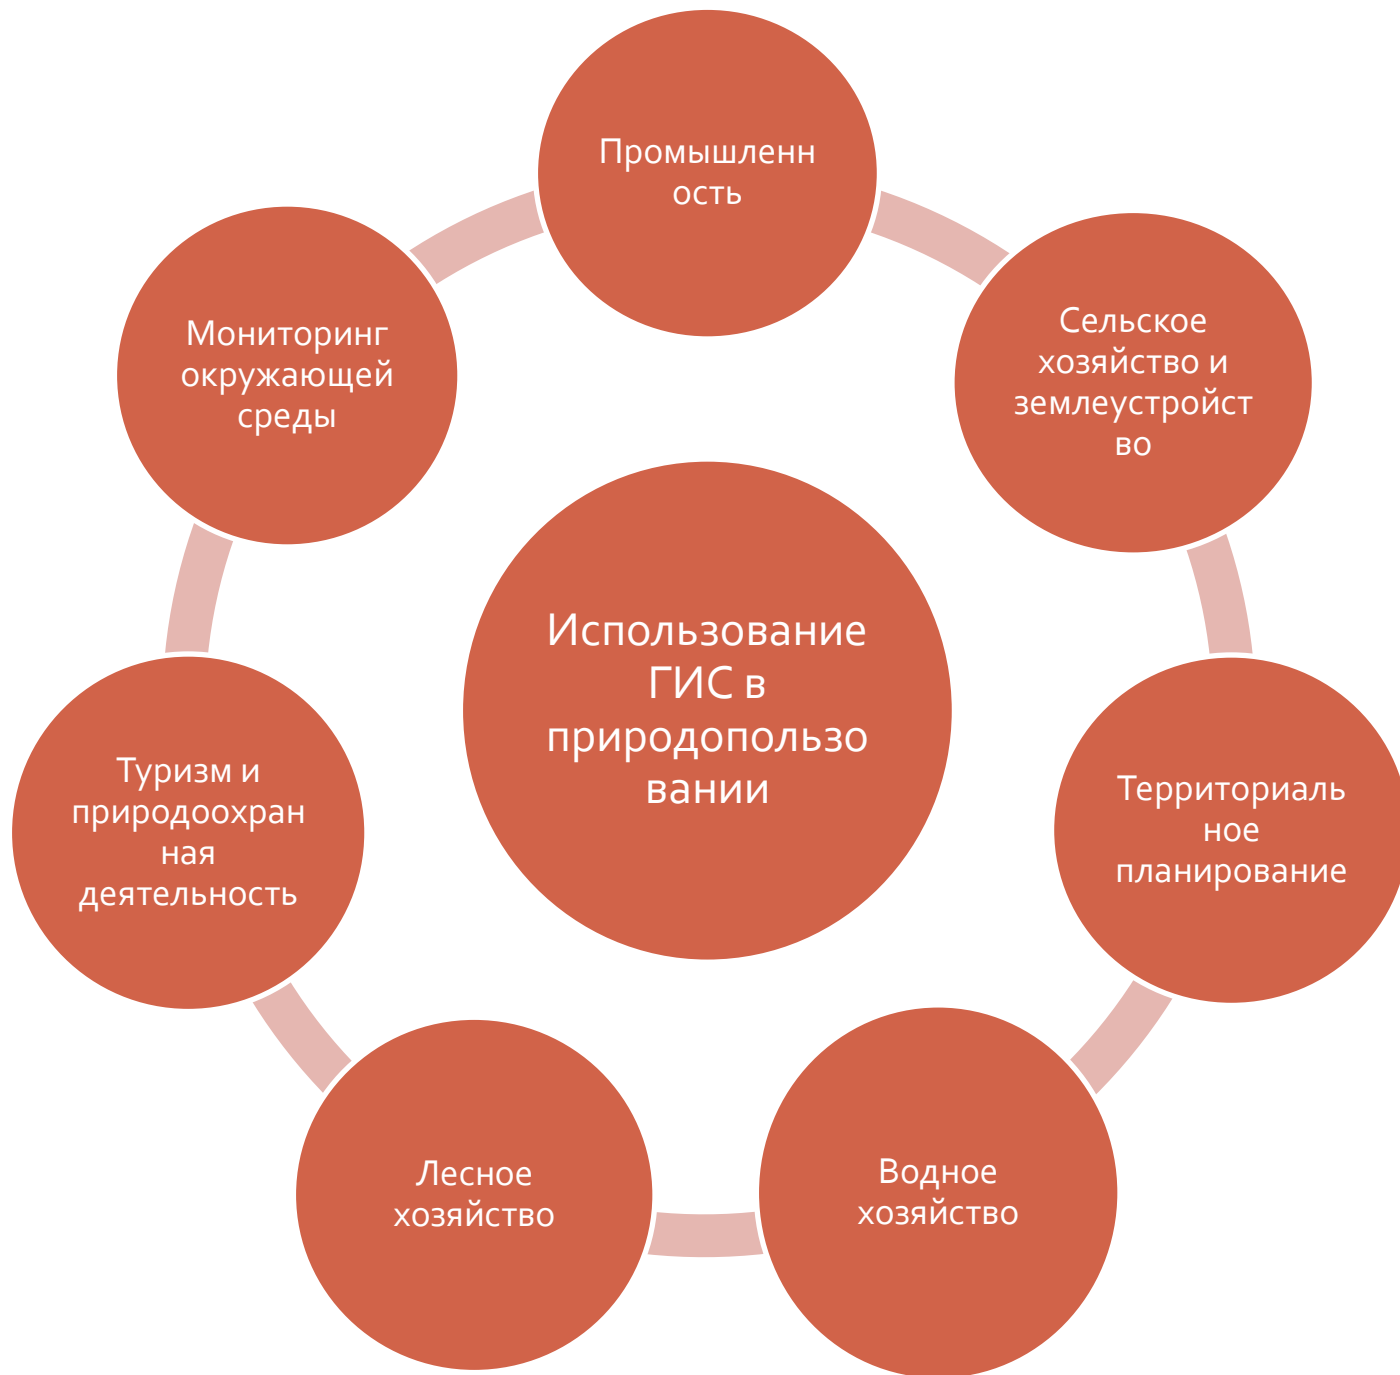 Промышленн
ость
Сельское
хозяйство и
землеустройст
во
Территориаль
ное
планирование
Водное
хозяйство
Лесное
хозяйство
Туризм и
природоохран
ная
деятельность
Мониторинг
окружающей
среды
Использование
ГИС в
природопользо
вании